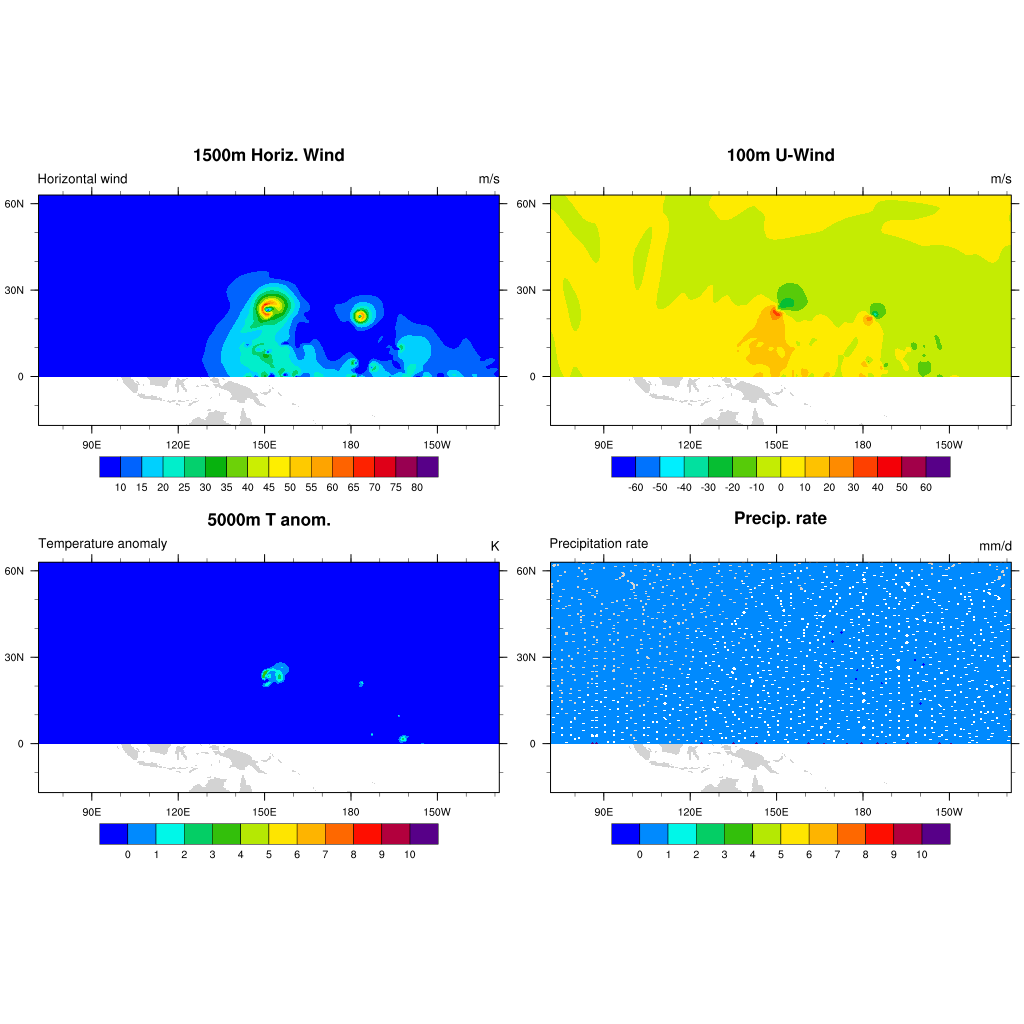 1500m Horiz. Wind
Horizontal wind m/s
60N
30N
0
90E 120E 150E 180 150W
10 15 20 25 30 35 40 45 50 55 60 65 70 75 80
100m U-Wind
m/s
60N
30N
0
90E 120E 150E 180 150W
-60 -50 -40 -30 -20 -10 0 10 20 30 40 50 60
5000m T anom.
Temperature anomaly K
60N
30N
0
90E 120E 150E 180 150W
0 1 2 3 4 5 6 7 8 9 10
Precip. rate
Precipitation rate mm/d
60N
30N
0
90E 120E 150E 180 150W
0 1 2 3 4 5 6 7 8 9 10